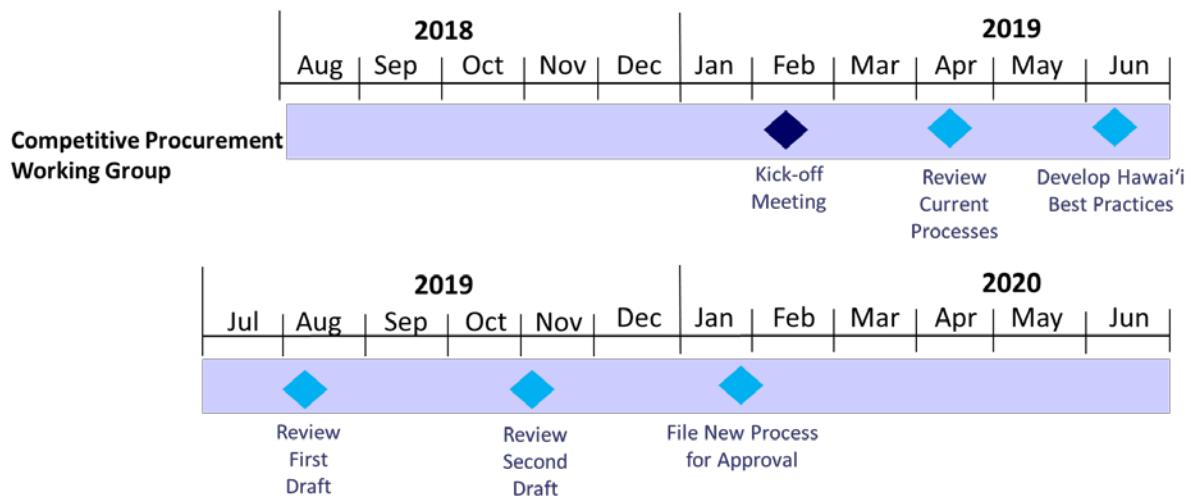 2018 2019
Aug Sep Oct Nov Dec Jan Feb Mar Apr May Jun
Competitive Procurement
Working Group
Kick-off
Meeting
Review
Current
Processes
Develop Hawaiʻi
Best Practices
2019 2020
Jul Aug Sep Oct Nov Dec Jan Feb Mar Apr May Jun
Review
First
Draft
Review
Second
Draft
File New Process
for Approval